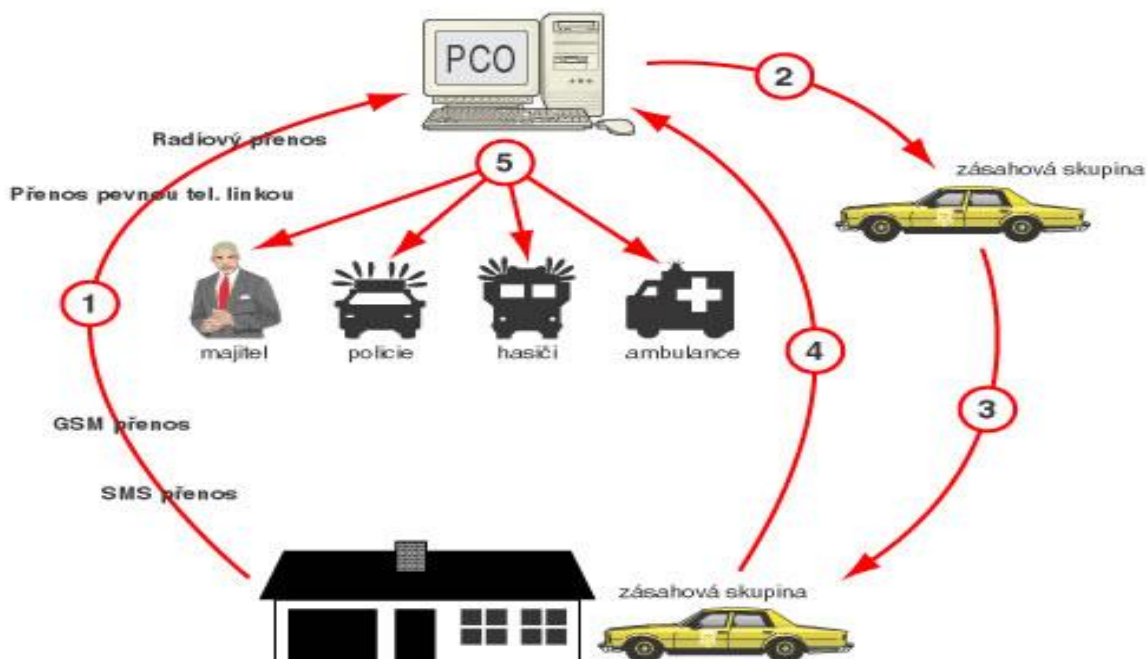 PCO
2
Radiový přenos
5
zásahová skupina
Přenos pevnou tel. linkou
1
majitel
policie
hasiči
ambulance
4
3
GSM přenos
SMS přenos
zásahová skupina